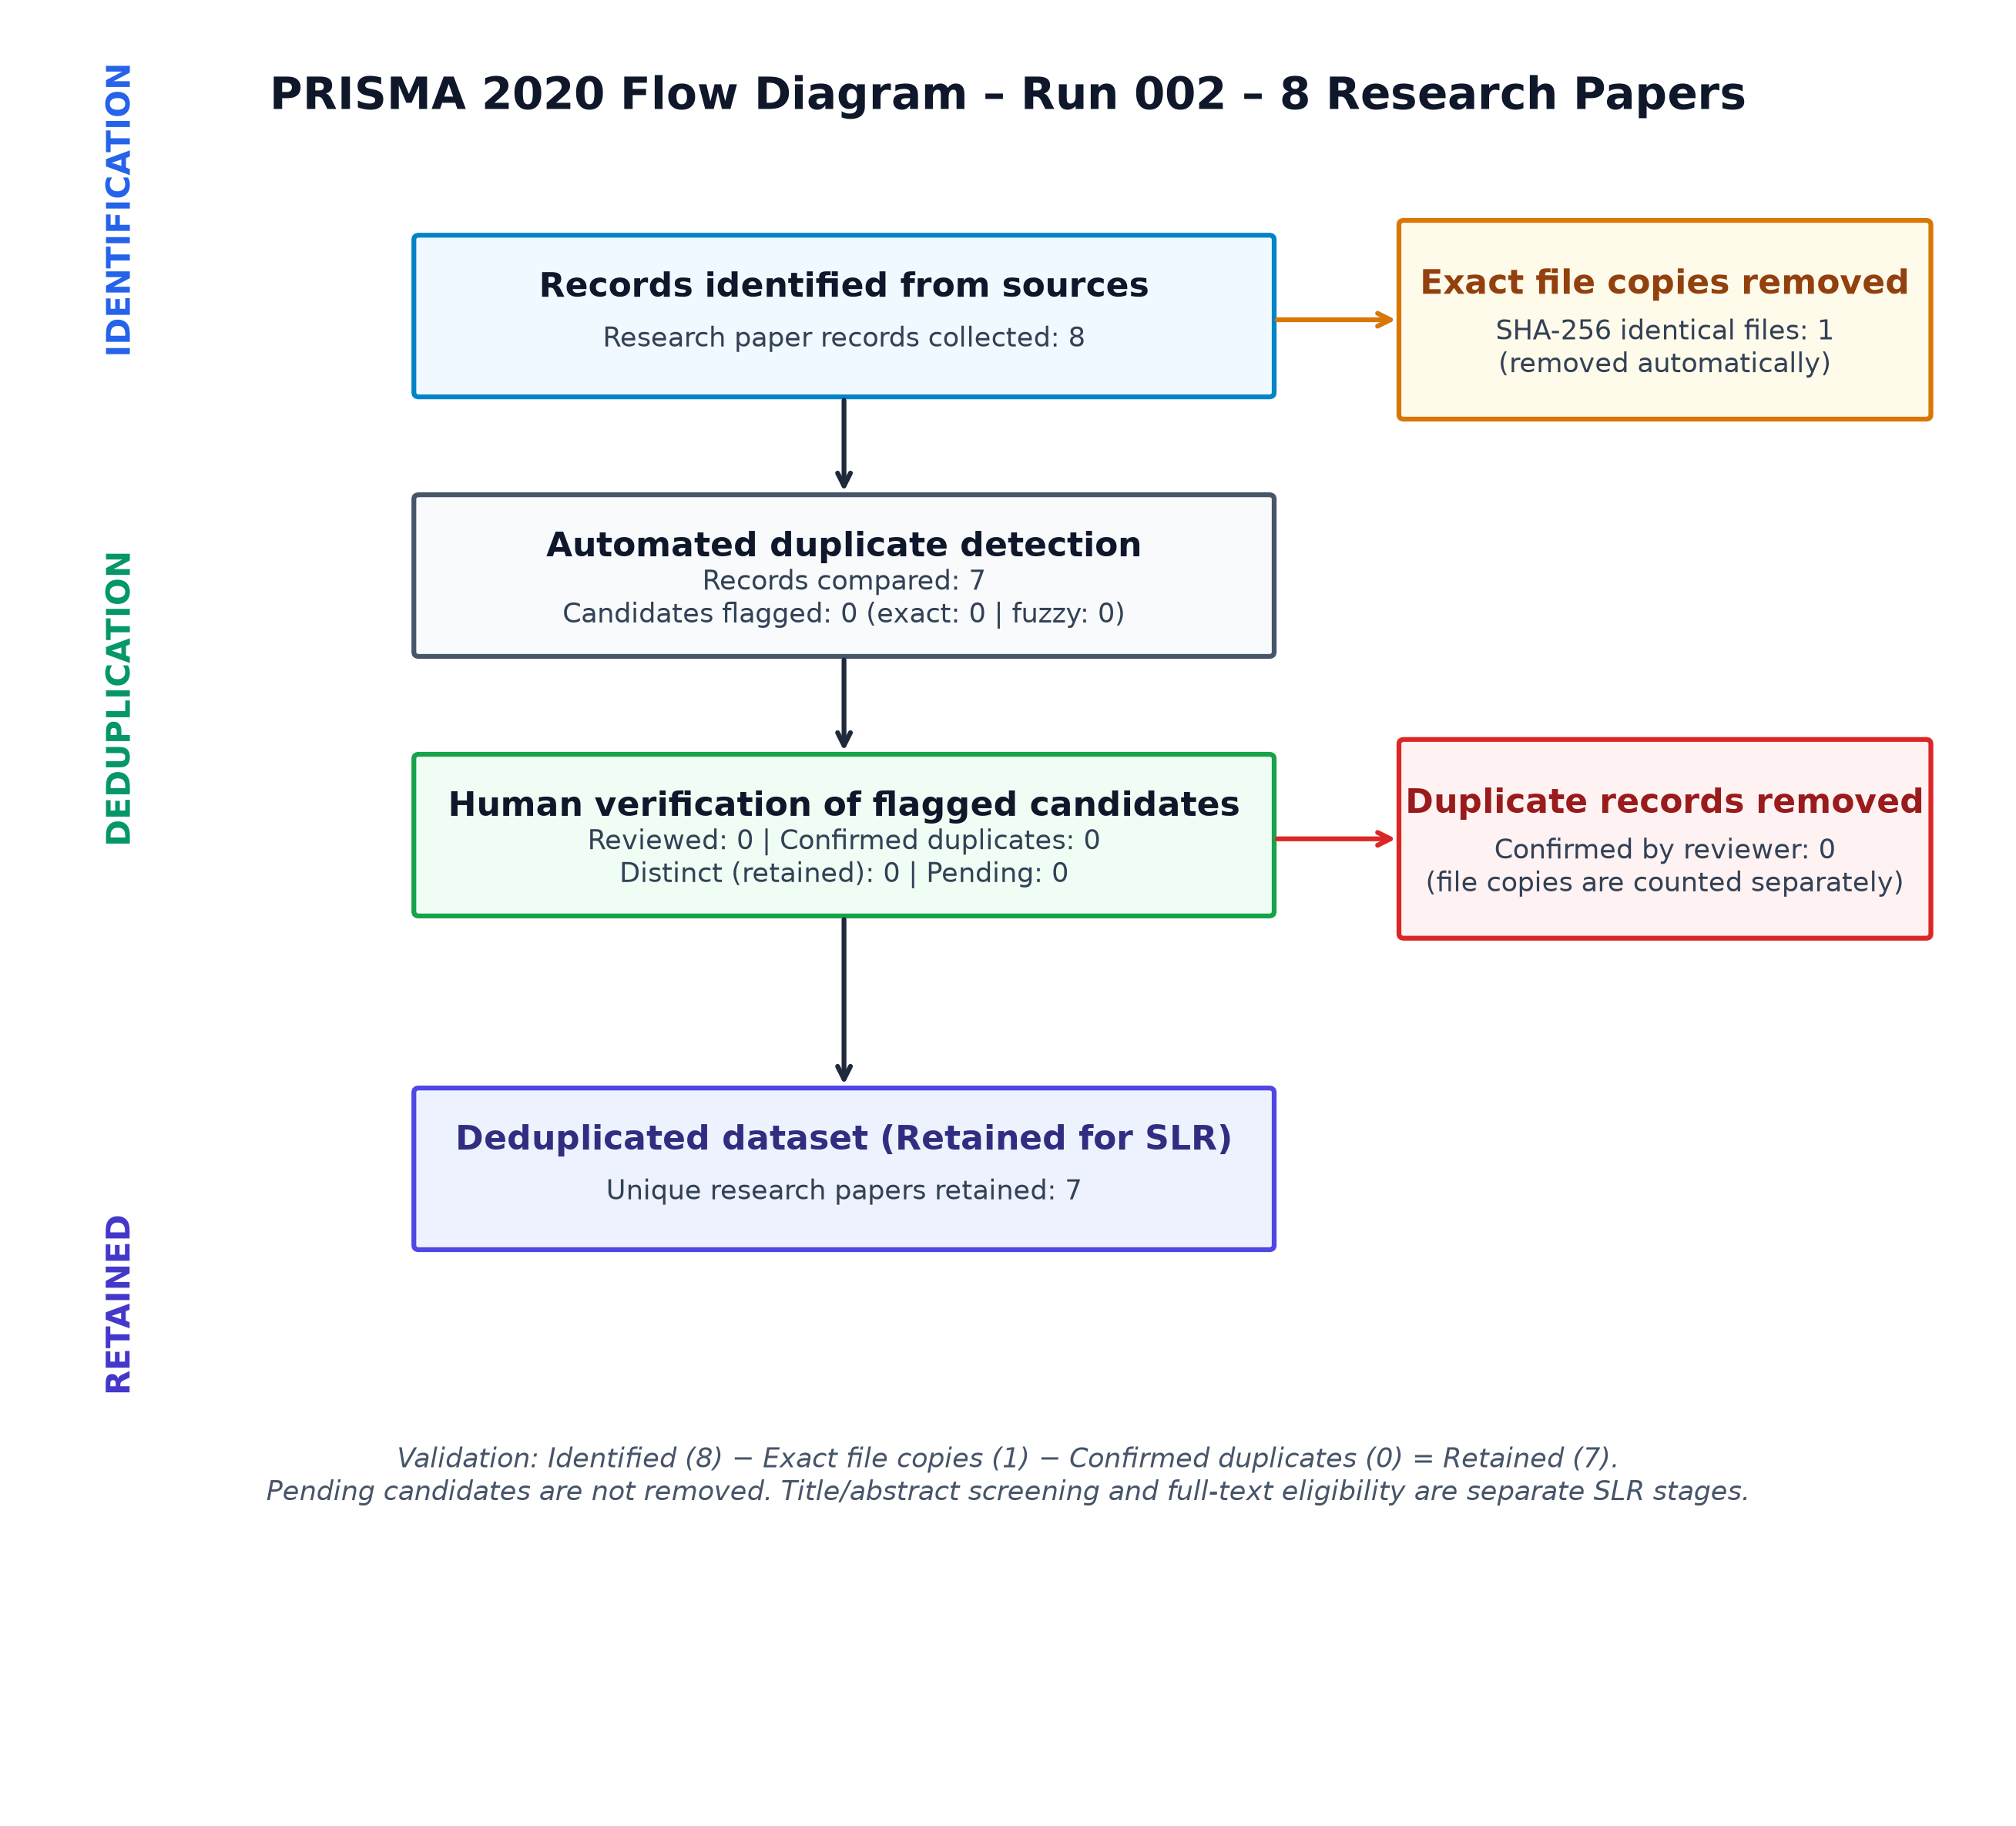 PRISMA 2020 Flow Diagram – Run 002 – 8 Research Papers
IDENTIFICATION
Records identified from sources
Research paper records collected: 8
Exact file copies removed
SHA-256 identical files: 1
(removed automatically)
DEDUPLICATION
Automated duplicate detection
Records compared: 7
Candidates flagged: 0 (exact: 0 | fuzzy: 0)
Human verification of flagged candidates
Reviewed: 0 | Confirmed duplicates: 0
Distinct (retained): 0 | Pending: 0
Duplicate records removed
Confirmed by reviewer: 0
(file copies are counted separately)
RETAINED
Deduplicated dataset (Retained for SLR)
Unique research papers retained: 7
Validation: Identified (8) − Exact file copies (1) − Confirmed duplicates (0) = Retained (7).
Pending candidates are not removed. Title/abstract screening and full-text eligibility are separate SLR stages.